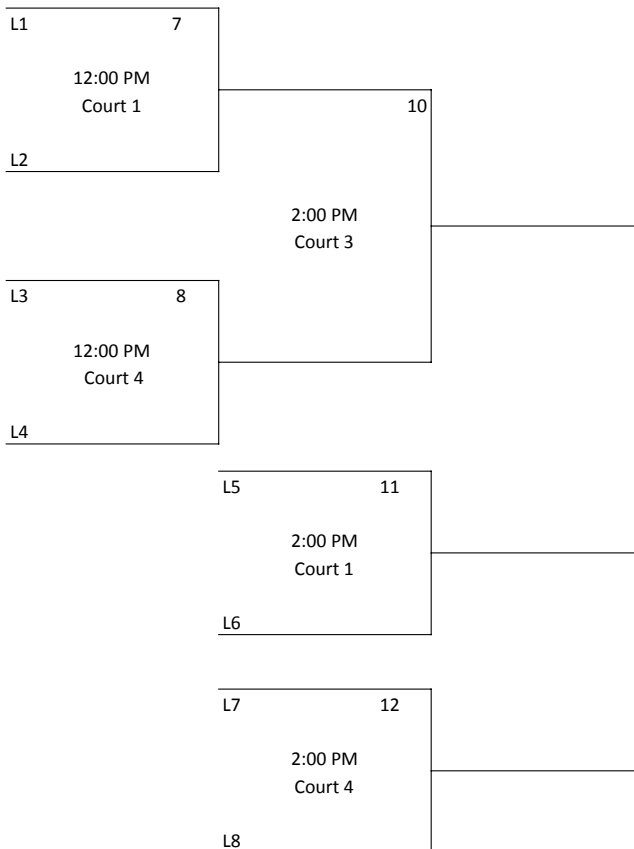 L1 7
12:00 PM
Court 1
10
L2
2:00 PM
Court 3
L3 8
12:00 PM
Court 4
L4
L5 11
2:00 PM
Court 1
L6
L7 12
2:00 PM
Court 4
L8